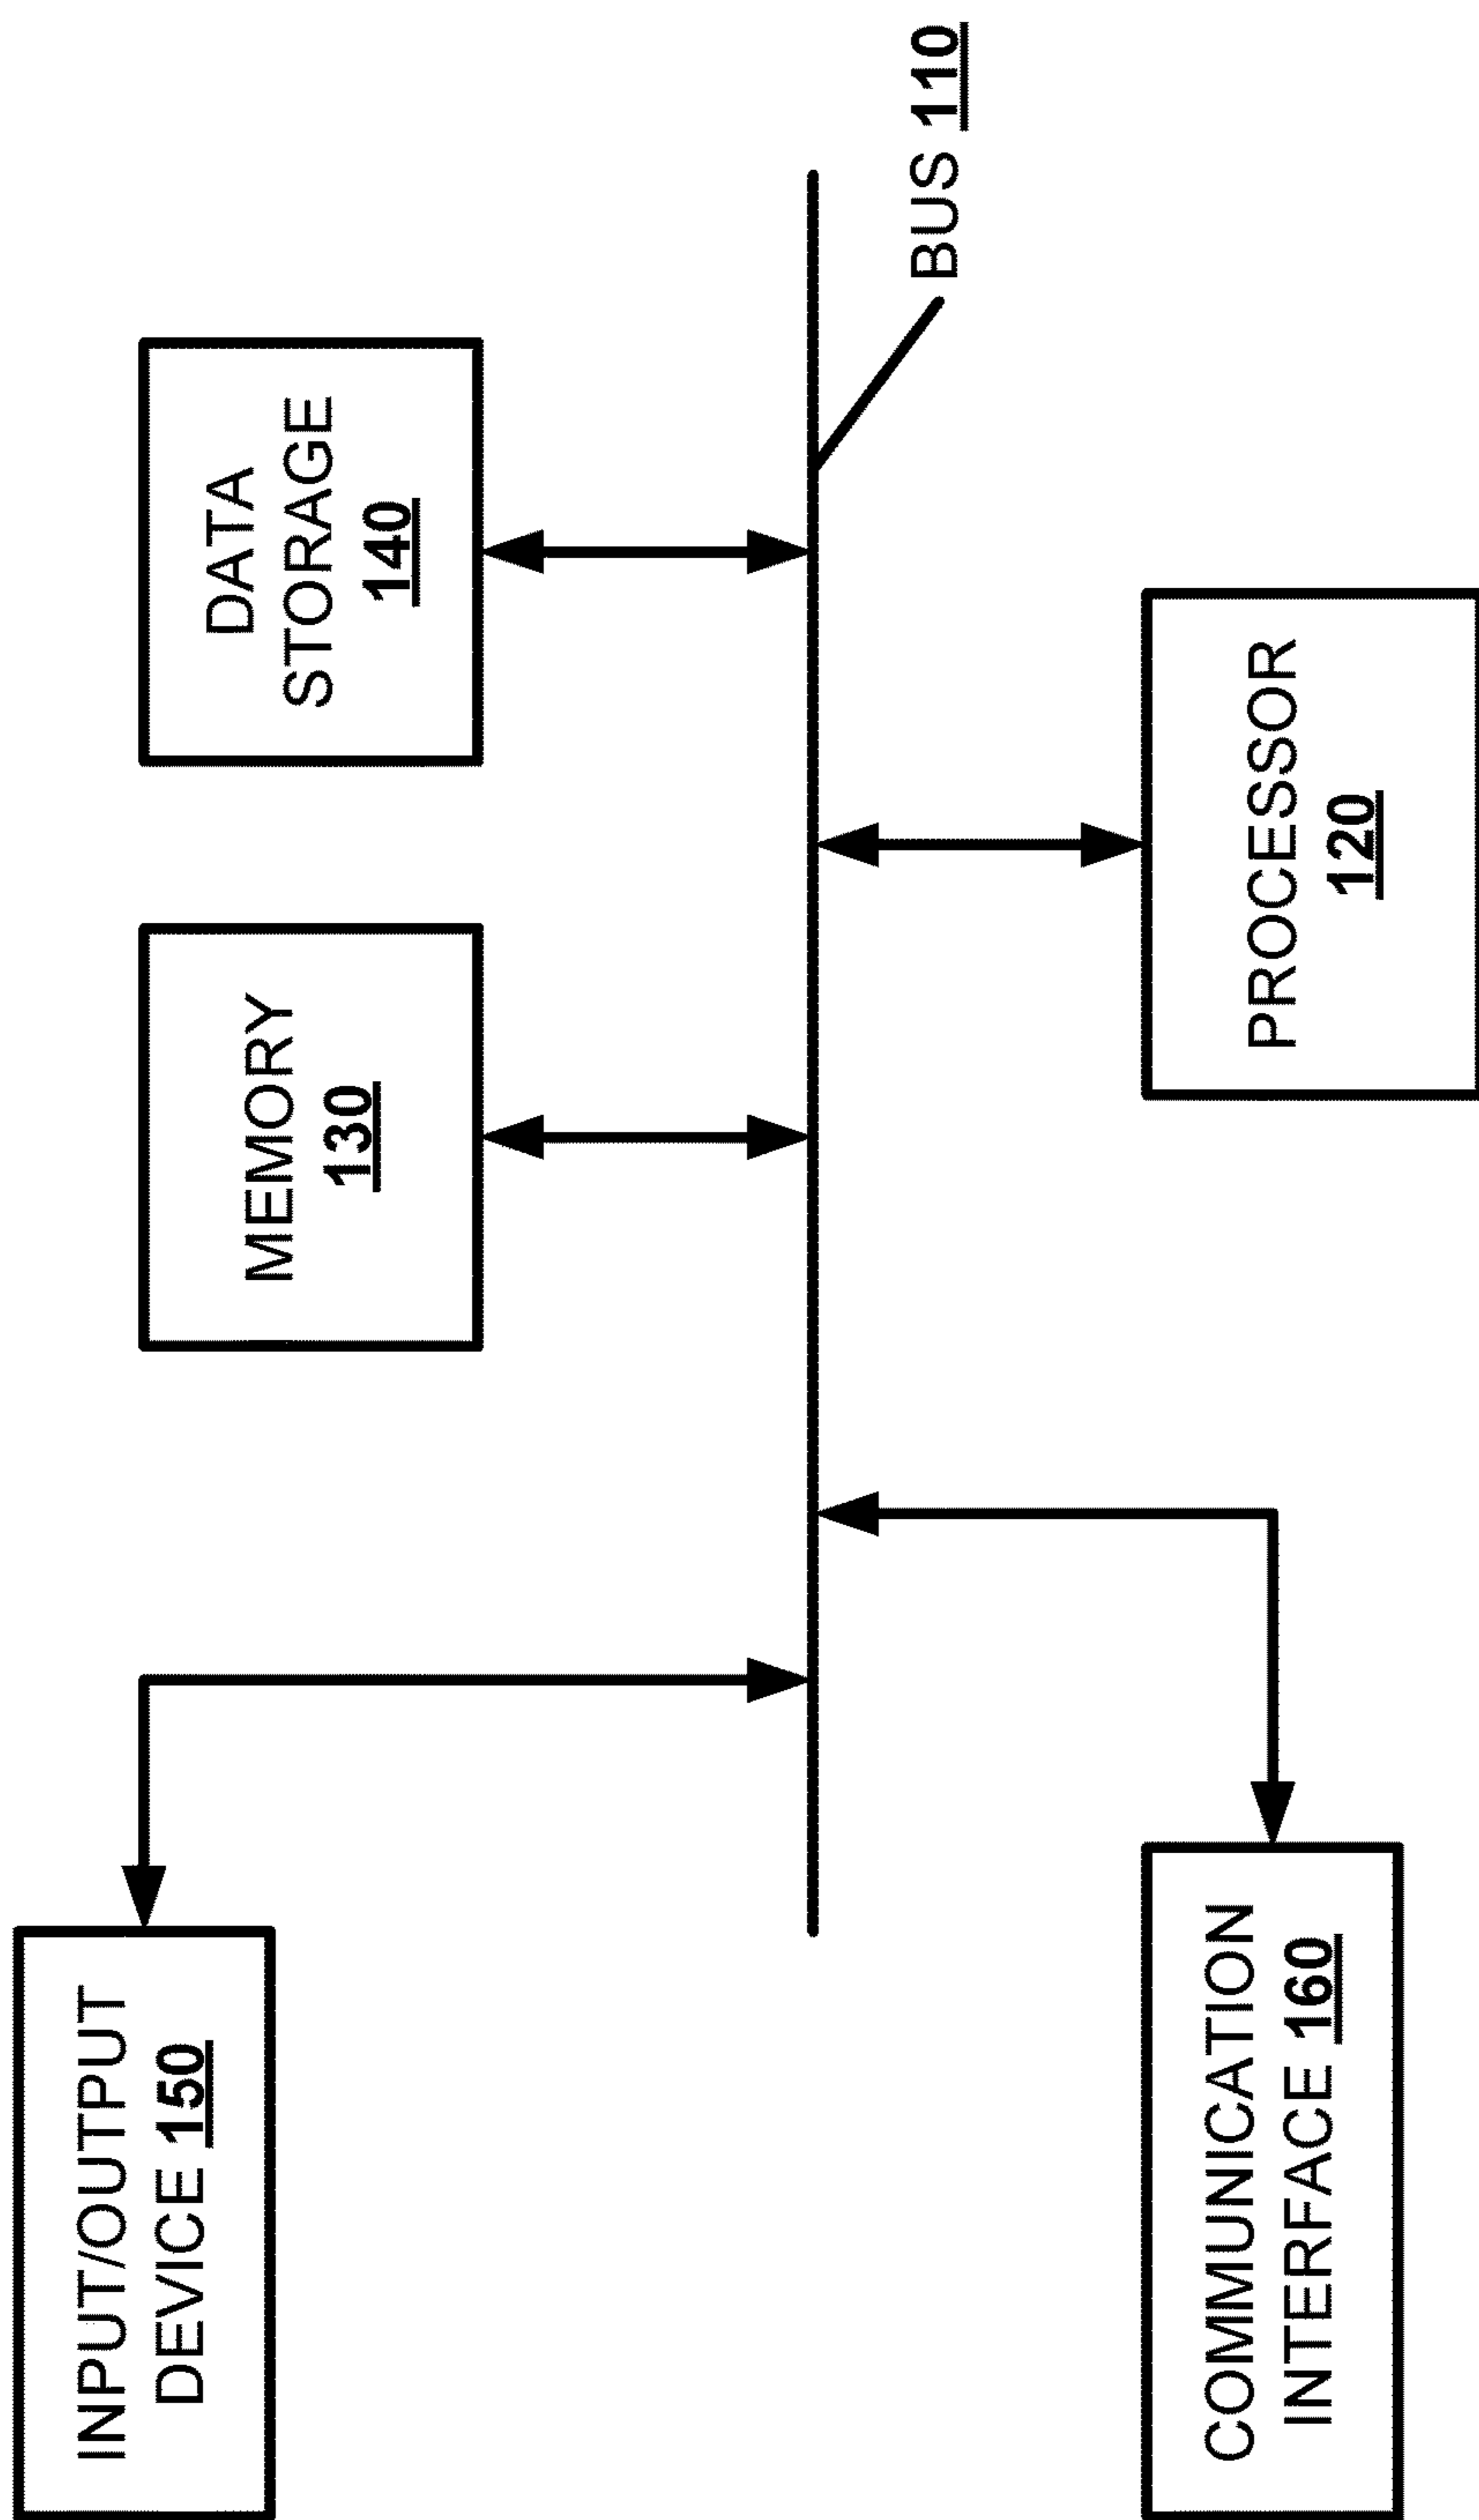 INPUT/OUTPUT
DEVICE 150
MEMORY
130
DATA
STORAGE
140
BUS 110
COMMUNICATION
INTERFACE 160
PROCESSOR
120